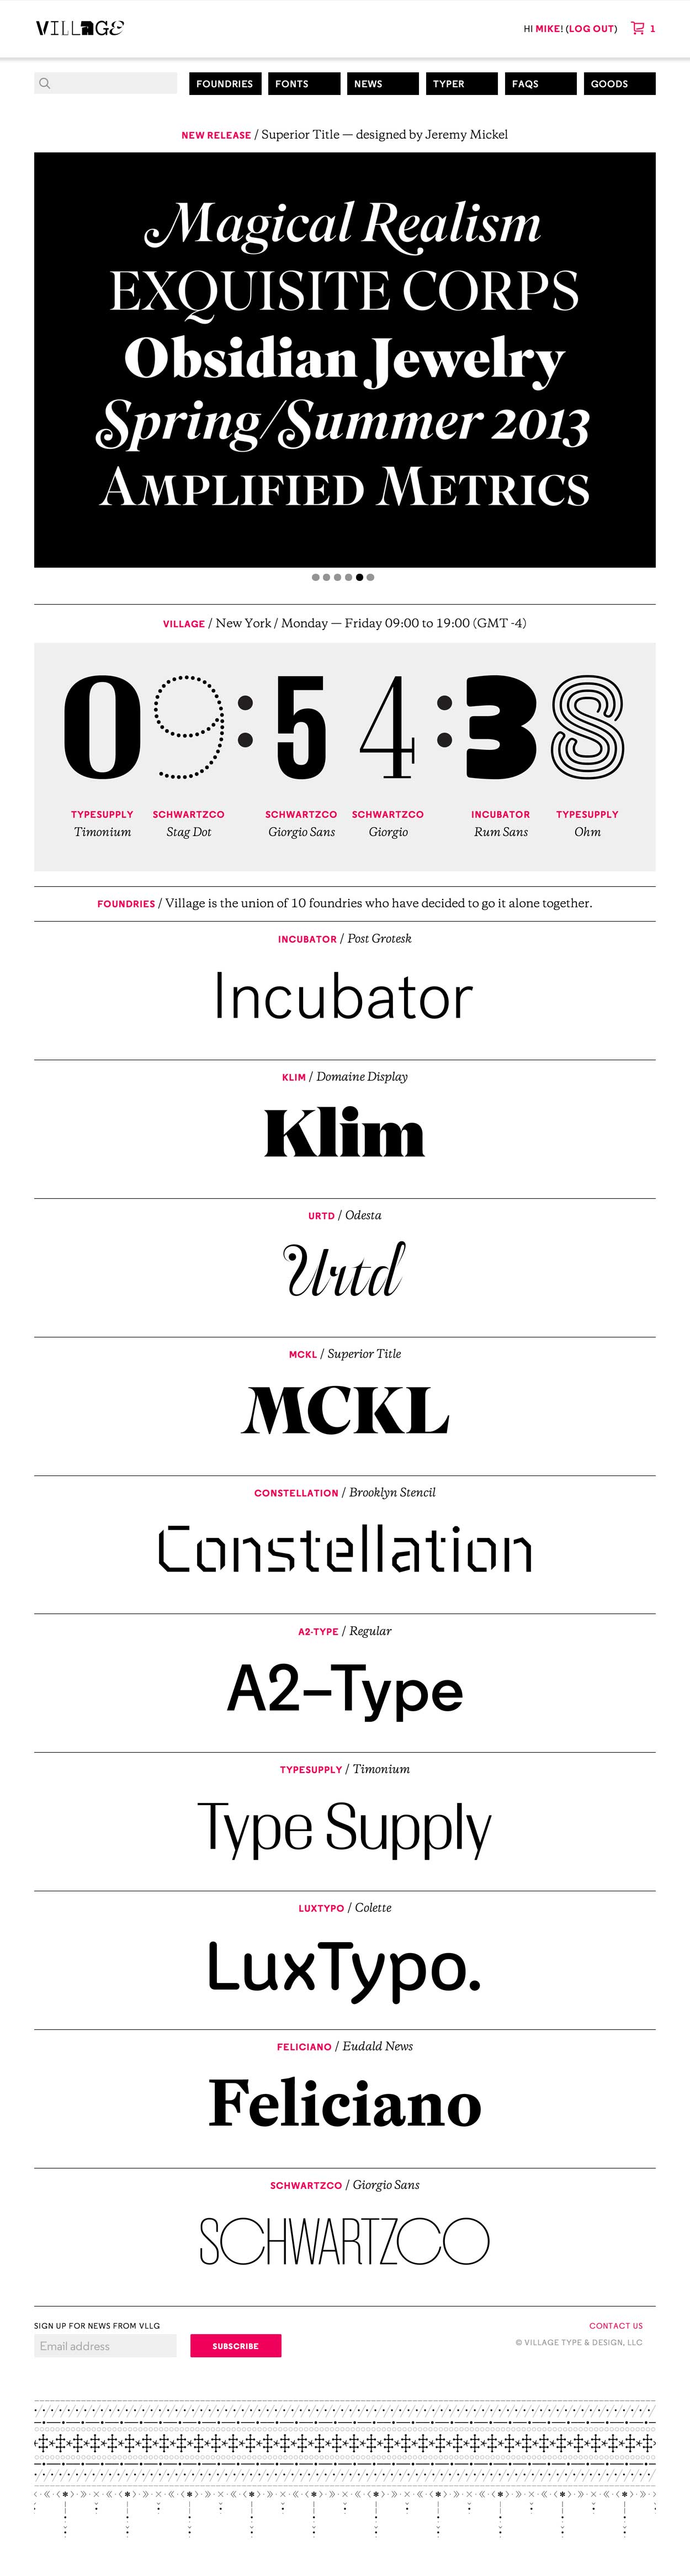 VILLAGE
HI MIKE! (LOG OUT) 1
FOUNDRIES FONTS NEWS TYPER FAQS GOODS
NEW RELEASE / Superior Title — designed by Jeremy Mickel
Magical Realism
EXQUISITE CORPS
Obsidian Jewelry
Spring/Summer 2013
AMPLIFIED METRICS
VILLAGE / New York / Monday — Friday 09:00 to 19:00 (GMT -4)
09:54:38
TYPESUPPLY SCHWARTZCO SCHWARTZCO SCHWARTZCO INCUBATOR TYPESUPPLY
Timonium Stag Dot Giorgio Sans Giorgio Rum Sans Ohm
FOUNDRIES / Village is the union of 10 foundries who have decided to go it alone together.
INCUBATOR / Post Grotesk
Incubator
KLIM / Domaine Display
Klim
URTD / Odesta
Urtd
MCKL / Superior Title
MCKL
CONSTELLATION / Brooklyn Stencil
Constellation
A2-TYPE / Regular
A2–Type
TYPESUPPLY / Timonium
Type Supply
LUXTYPO / Colette
LuxTypo.
FELICIANO / Eudald News
Feliciano
SCHWARTZCO / Giorgio Sans
SCHWARTZCO
SIGN UP FOR NEWS FROM VLLG
Email address
SUBSCRIBE
CONTACT US
© VILLAGE TYPE & DESIGN, LLC